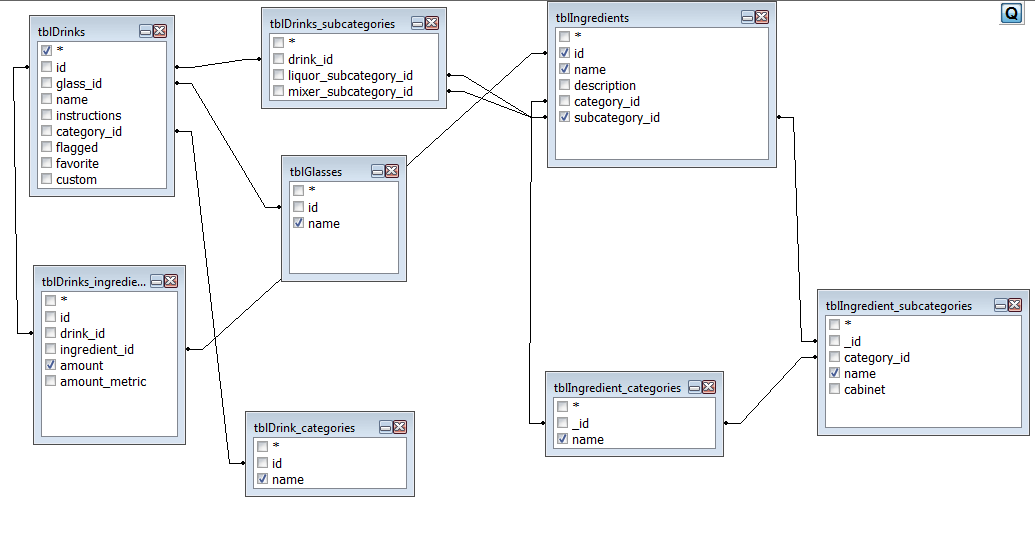 tblDrinks
*
id
glass_id
name
instructions
category_id
flagged
favorite
custom
tblDrinks_subcategories
*
drink_id
liquor_subcategory_id
mixer_subcategory_id
tblIngredients
*
id
name
description
category_id
subcategory_id
Q
tblGlasses
*
id
name
tblDrinks_ingredie...
*
id
drink_id
ingredient_id
amount
amount_metric
tblDrink_categories
*
id
name
tblIngredient_categories
*
_id
name
tblIngredient_subcategories
*
_id
category_id
name
cabinet